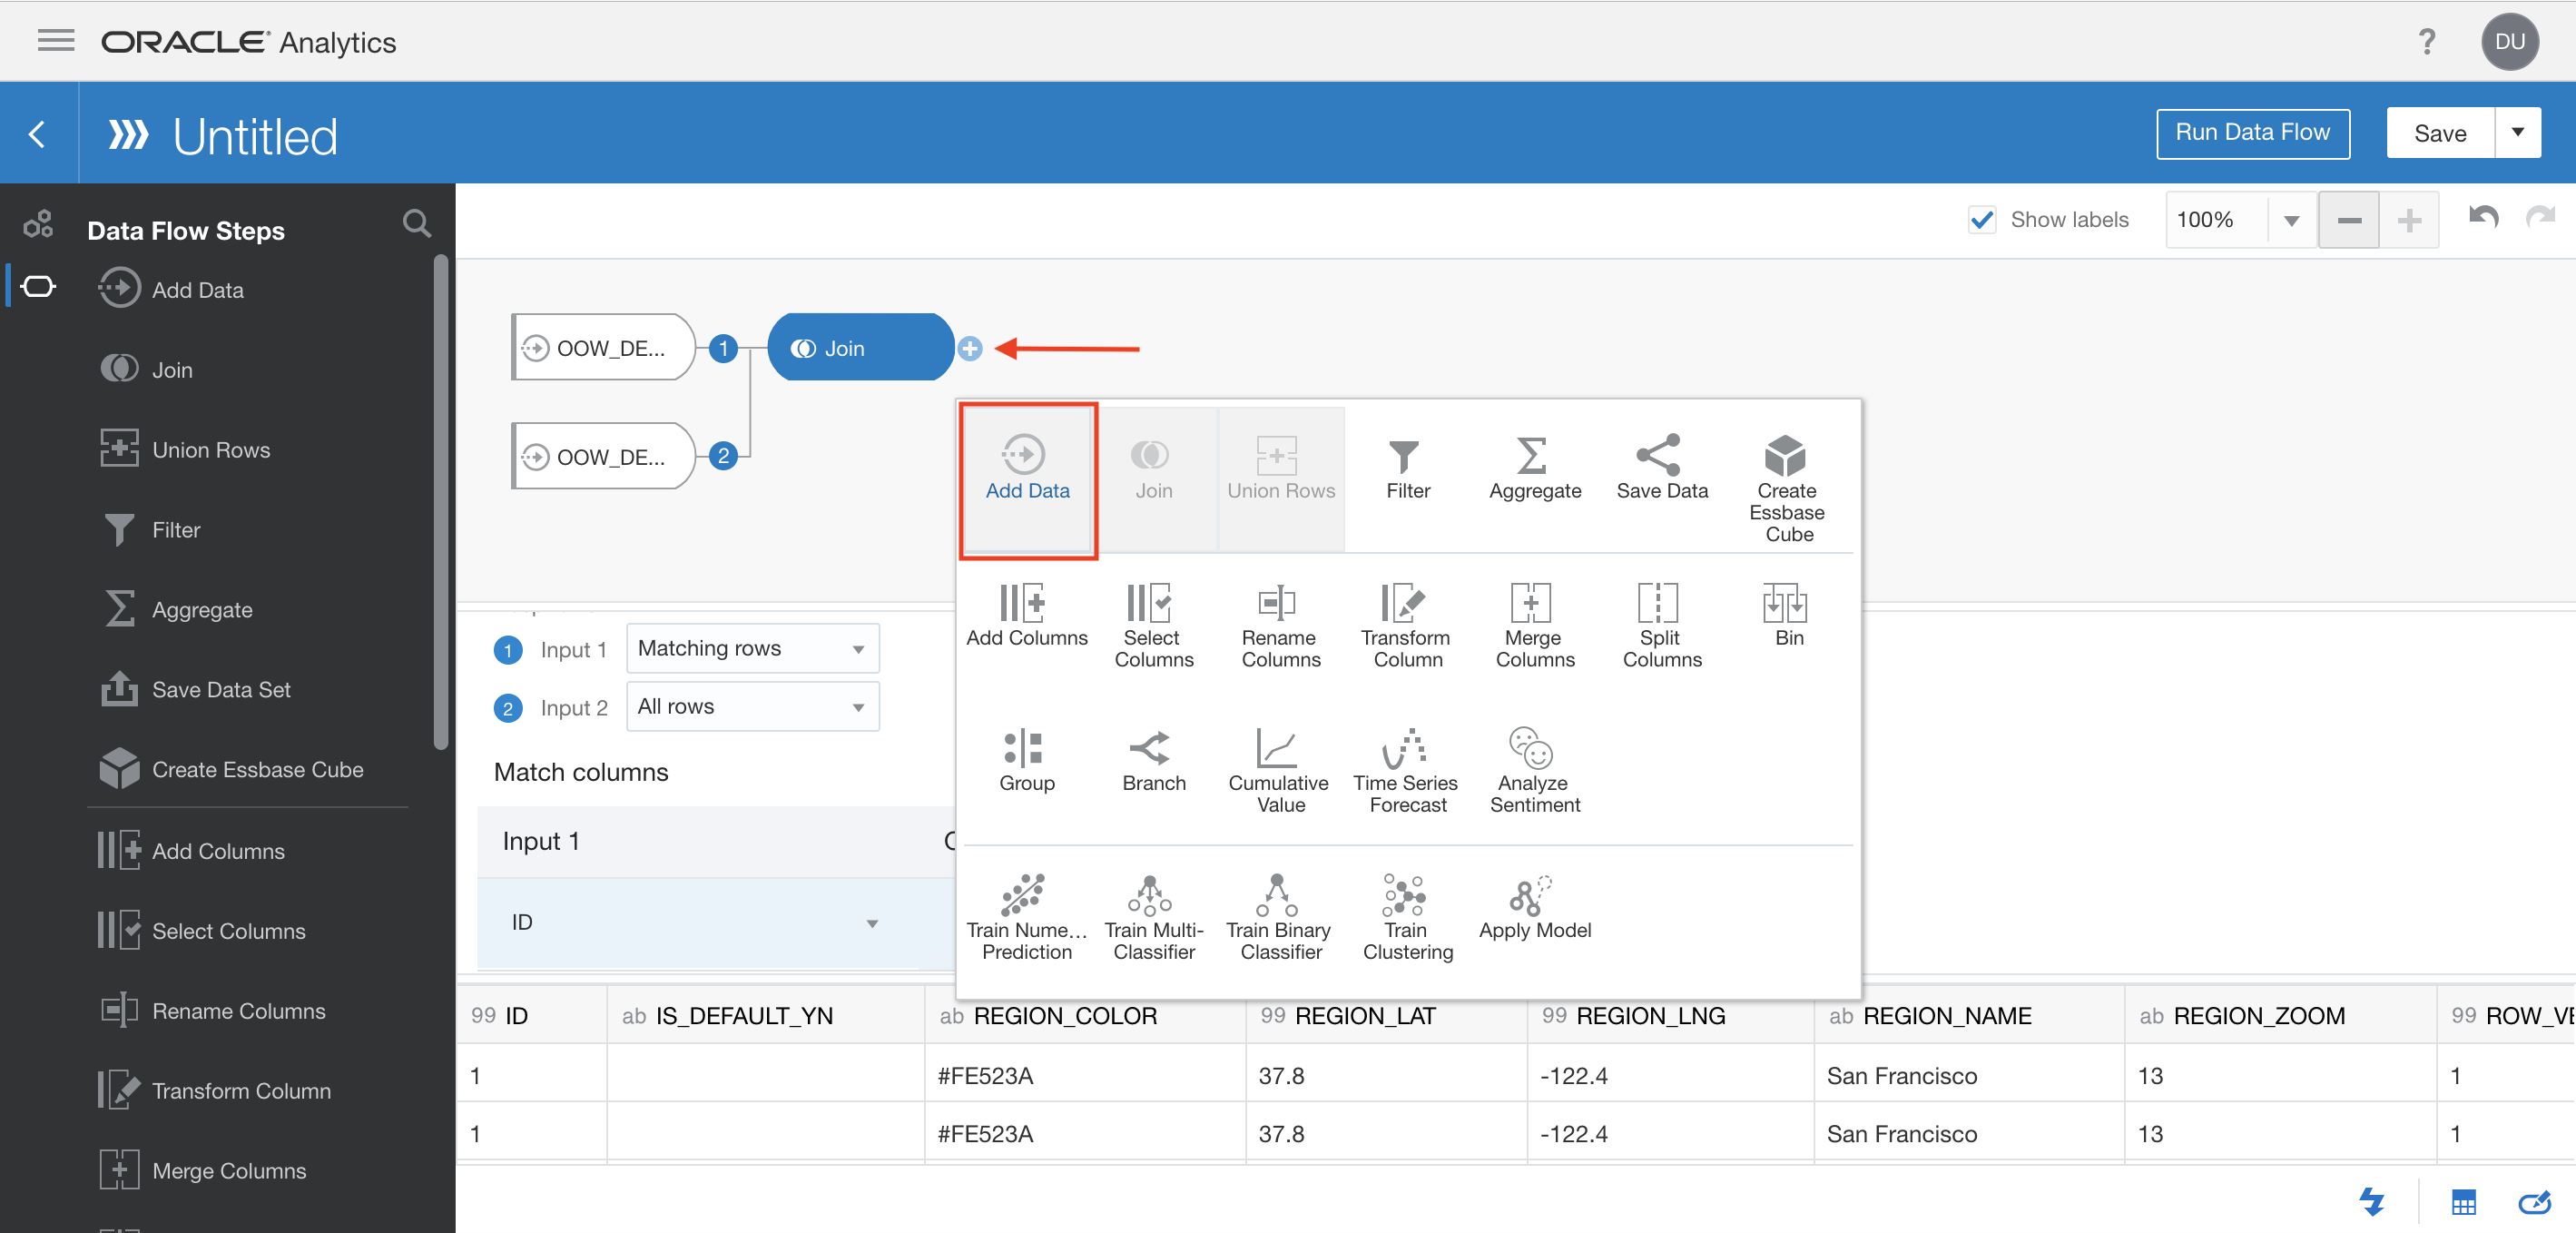 ORACLE Analytics
?
DU
Untitled
Run Data Flow
Save
Data Flow Steps
Add Data
Join
Union Rows
Filter
Aggregate
Save Data Set
Create Essbase Cube
Add Columns
Select Columns
Rename Columns
Transform Column
Merge Columns
Show labels
100%
OOW_DE...
1
Join
OOW_DE...
2
Add Data
Join
Union Rows
Filter
Aggregate
Save Data
Create
Essbase
Cube
Add Columns
Select
Columns
Rename
Columns
Transform
Column
Merge
Columns
Split
Columns
Bin
Group
Branch
Cumulative
Value
Time Series
Forecast
Analyze
Sentiment
Train Nume...
Prediction
Train Multi-
Classifier
Train Binary
Classifier
Train
Clustering
Apply Model
1 Input 1 Matching rows
2 Input 2 All rows
Match columns
Input 1
ID
99 ID ab IS_DEFAULT_YN ab REGION_COLOR 99 REGION_LAT 99 REGION_LNG ab REGION_NAME ab REGION_ZOOM 99 ROW_VE
1 #FE523A 37.8 -122.4 San Francisco 13 1
1 #FE523A 37.8 -122.4 San Francisco 13 1